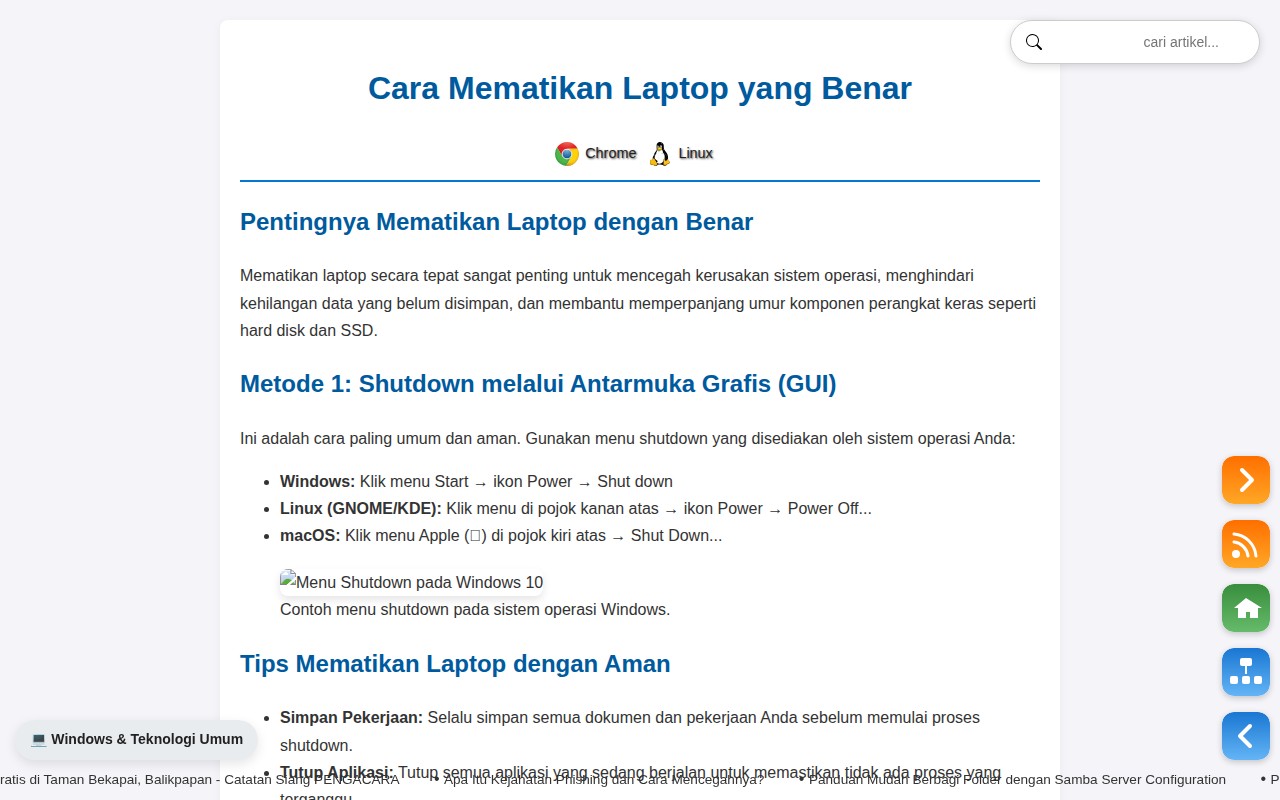 cari artikel...
Cara Mematikan Laptop yang Benar
Chrome Linux
Pentingnya Mematikan Laptop dengan Benar
Mematikan laptop secara tepat sangat penting untuk mencegah kerusakan sistem operasi, menghindari
kehilangan data yang belum disimpan, dan membantu memperpanjang umur komponen perangkat keras seperti
hard disk dan SSD.
Metode 1: Shutdown melalui Antarmuka Grafis (GUI)
Ini adalah cara paling umum dan aman. Gunakan menu shutdown yang disediakan oleh sistem operasi Anda:
• Windows: Klik menu Start → ikon Power → Shut down
• Linux (GNOME/KDE): Klik menu di pojok kanan atas → ikon Power → Power Off...
• macOS: Klik menu Apple () di pojok kiri atas → Shut Down...
Menu Shutdown pada Windows 10
Contoh menu shutdown pada sistem operasi Windows.
Tips Mematikan Laptop dengan Aman
• Simpan Pekerjaan: Selalu simpan semua dokumen dan pekerjaan Anda sebelum memulai proses
shutdown.
• Tutup Aplikasi: Tutup semua aplikasi yang sedang berjalan untuk memastikan tidak ada proses yang
terganggu.
💻 Windows & Teknologi Umum
ratis di Taman Bekapai, Balikpapan - Catatan Siang PENGACARA • Apa Itu Kejahatan Phishing dan Cara Mencegahnya? • Panduan Mudah Berbagi Folder dengan Samba Server Configuration • P